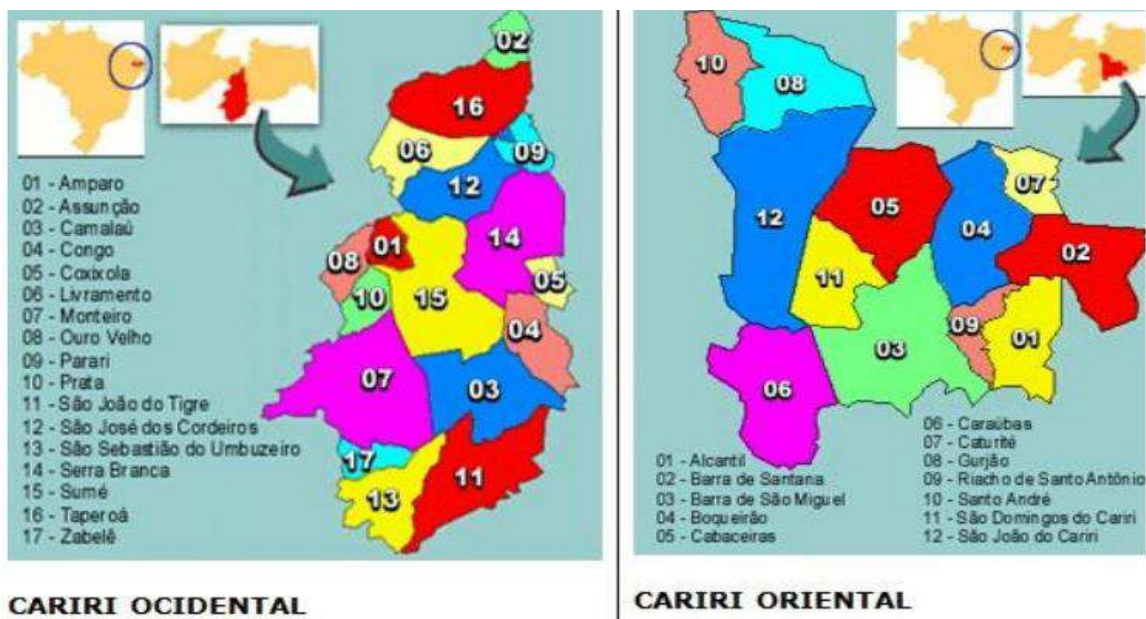 02
16
06
09
12
01
14
08
05
10
15
04
07
03
17
11
13
01 - Amparo
02 - Assunção
03 - Camalaú
04 - Congo
05 - Coxixola
06 - Livramento
07 - Monteiro
08 - Ouro Velho
09 - Parari
10 - Prata
11 - São João do Tigre
12 - São José dos Cordeiros
13 - São Sebastião do Umbuzeiro
14 - Serra Branca
15 - Sumé
16 - Taperoá
17 - Zabelê
CARIRI OCIDENTAL
10
08
07
05
12
04
02
11
09
01
03
06
01 - Alcantil
02 - Barra de Santana
03 - Barra de São Miguel
04 - Boqueirão
05 - Cabaceiras
06 - Caraúbas
07 - Caturité
08 - Gurjão
09 - Riacho de Santo Antônio
10 - Santo André
11 - São Domingos do Cariri
12 - São João do Cariri
CARIRI ORIENTAL